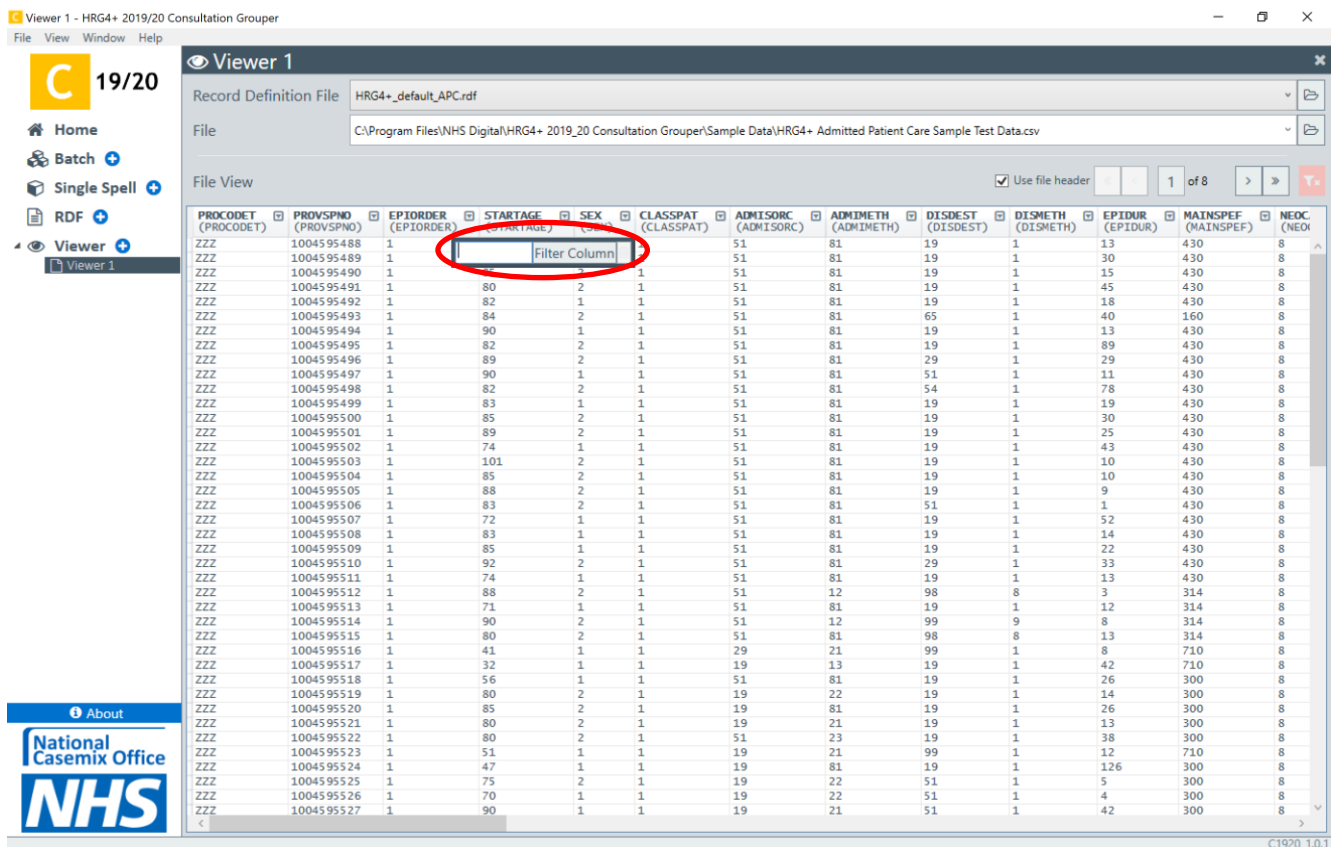 C Viewer 1 - HRG4+ 2019/20 Consultation Grouper
File View Window Help
C 19/20
Home
Batch
Single Spell
RDF
Viewer
Viewer 1
About
National
Casemix Office
NHS
Viewer 1
Record Definition File HRG4+_default_APC.rdf
File C:\Program Files\NHS Digital\HRG4+ 2019_20 Consultation Grouper\Sample Data\HRG4+ Admitted Patient Care Sample Test Data.csv
File View Use file header 1 of 8
PROCODET PROVSPNO EPIORDER STARTAGE SEX CLASSPAT ADMISORC ADMIMETH DISDEST DISMETH EPIDUR MAINSPEF NEOC
(PROCODET) (PROVSPNO) (EPIORDER) (STARTAGE) (SEX) (CLASSPAT) (ADMISORC) (ADMIMETH) (DISDEST) (DISMETH) (EPIDUR) (MAINSPEF) (NEO
ZZZ 1004595488 1 51 81 19 1 13 430 8
Filter Column
ZZZ 1004595489 1 51 81 19 1 30 430 8
ZZZ 1004595490 1 2 1 51 81 19 1 15 430 8
ZZZ 1004595491 1 80 2 1 51 81 19 1 45 430 8
ZZZ 1004595492 1 82 1 1 51 81 19 1 18 430 8
ZZZ 1004595493 1 84 2 1 51 81 65 1 40 160 8
ZZZ 1004595494 1 90 1 1 51 81 19 1 13 430 8
ZZZ 1004595495 1 82 2 1 51 81 19 1 89 430 8
ZZZ 1004595496 1 89 2 1 51 81 29 1 29 430 8
ZZZ 1004595497 1 90 1 1 51 81 51 1 11 430 8
ZZZ 1004595498 1 82 2 1 51 81 54 1 78 430 8
ZZZ 1004595499 1 83 1 1 51 81 19 1 19 430 8
ZZZ 1004595500 1 85 2 1 51 81 19 1 30 430 8
ZZZ 1004595501 1 89 2 1 51 81 19 1 25 430 8
ZZZ 1004595502 1 74 1 1 51 81 19 1 43 430 8
ZZZ 1004595503 1 101 2 1 51 81 19 1 10 430 8
ZZZ 1004595504 1 85 2 1 51 81 19 1 10 430 8
ZZZ 1004595505 1 88 2 1 51 81 19 1 9 430 8
ZZZ 1004595506 1 83 2 1 51 81 51 1 1 430 8
ZZZ 1004595507 1 72 1 1 51 81 19 1 52 430 8
ZZZ 1004595508 1 83 1 1 51 81 19 1 14 430 8
ZZZ 1004595509 1 85 1 1 51 81 19 1 22 430 8
ZZZ 1004595510 1 92 2 1 51 81 29 1 33 430 8
ZZZ 1004595511 1 74 1 1 51 81 19 1 13 430 8
ZZZ 1004595512 1 88 2 1 51 12 98 8 3 314 8
ZZZ 1004595513 1 71 1 1 51 81 19 1 12 314 8
ZZZ 1004595514 1 90 2 1 51 12 99 9 8 314 8
ZZZ 1004595515 1 80 2 1 51 81 98 8 13 314 8
ZZZ 1004595516 1 41 1 1 29 21 99 1 8 710 8
ZZZ 1004595517 1 32 1 1 19 13 19 1 42 710 8
ZZZ 1004595518 1 56 1 1 51 81 19 1 26 300 8
ZZZ 1004595519 1 80 2 1 19 22 19 1 14 300 8
ZZZ 1004595520 1 85 2 1 19 81 19 1 26 300 8
ZZZ 1004595521 1 80 2 1 19 21 19 1 13 300 8
ZZZ 1004595522 1 80 2 1 51 23 19 1 38 300 8
ZZZ 1004595523 1 51 1 1 19 21 99 1 12 710 8
ZZZ 1004595524 1 47 1 1 19 81 19 1 126 300 8
ZZZ 1004595525 1 75 2 1 19 22 51 1 5 300 8
ZZZ 1004595526 1 70 1 1 19 22 51 1 4 300 8
ZZZ 1004595527 1 90 1 1 19 21 51 1 42 300 8
C1920_1.0.1